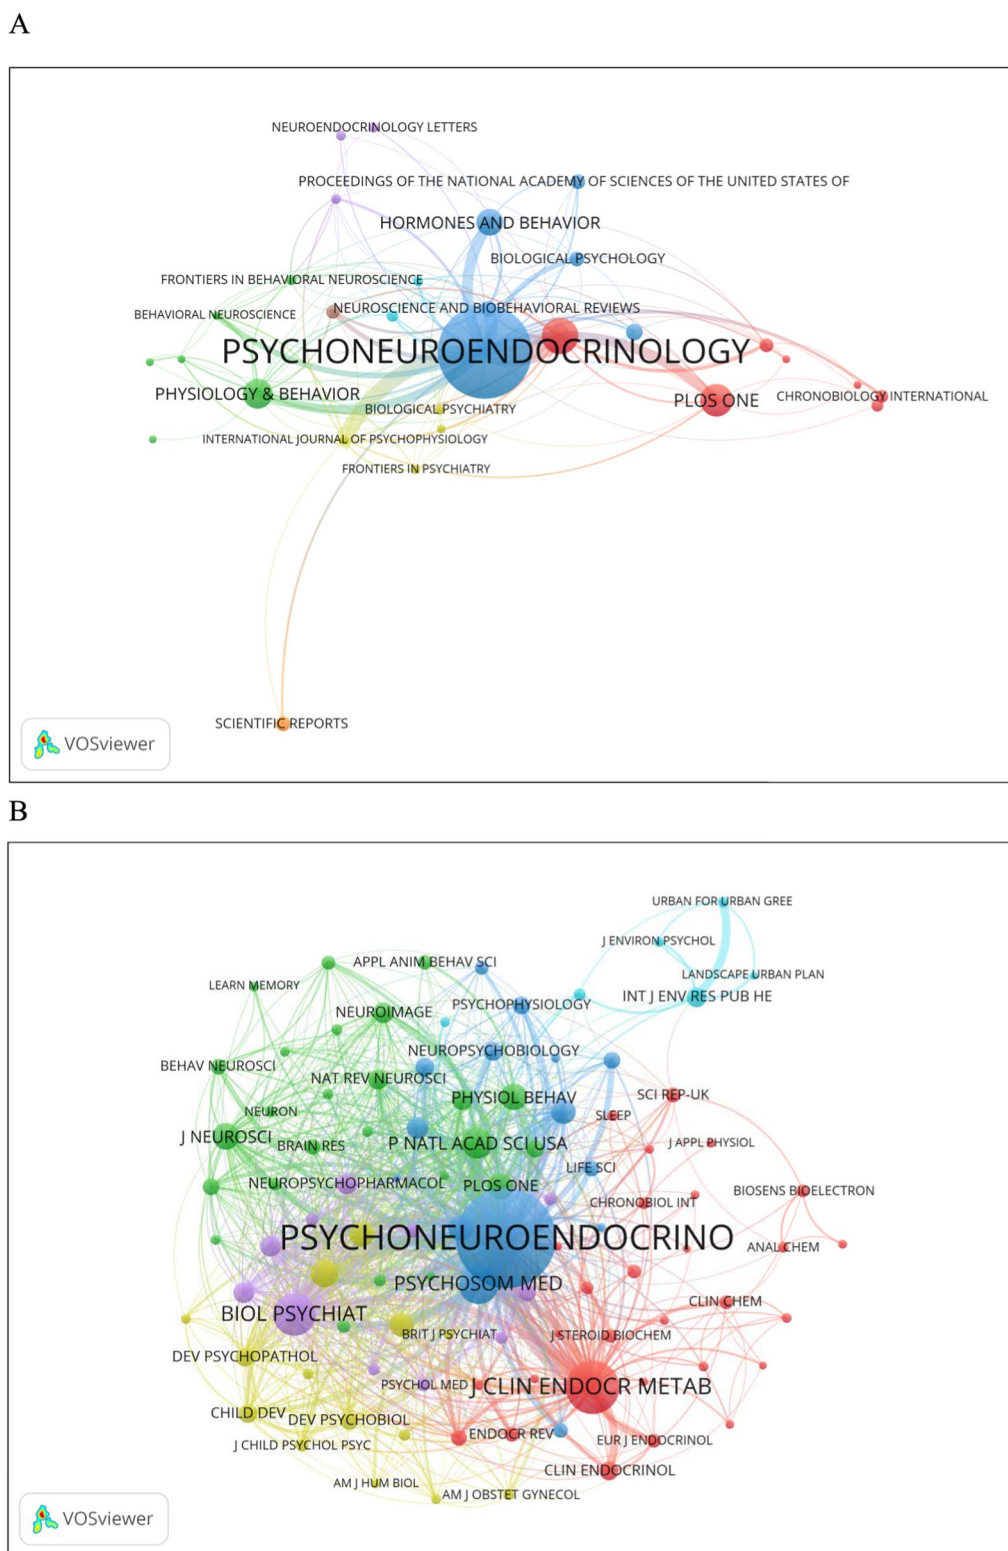 A
NEUROENDOCRINOLOGY LETTERS
PROCEEDINGS OF THE NATIONAL ACADEMY OF SCIENCES OF THE UNITED STATES OF
HORMONES AND BEHAVIOR
BIOLOGICAL PSYCHOLOGY
FRONTIERS IN BEHAVIORAL NEUROSCIENCE
NEUROSCIENCE AND BIOBEHAVIORAL REVIEWS
BEHAVIORAL NEUROSCIENCE
PSYCHONEUROENDOCRINOLOGY
PHYSIOLOGY & BEHAVIOR
CHRONOBIOLOGY INTERNATIONAL
PLOS ONE
BIOLOGICAL PSYCHIATRY
INTERNATIONAL JOURNAL OF PSYCHOPHYSIOLOGY
FRONTIERS IN PSYCHIATRY
SCIENTIFIC REPORTS
VOSviewer
B
URBAN FOR URBAN GREE
J ENVIRON PSYCHOL
APPL ANIM BEHAV SCI
LANDSCAPE URBAN PLAN
LEARN MEMORY
INT J ENV RES PUB HE
PSYCHOPHYSIOLOGY
NEUROIMAGE
NEUROPSYCHOBIOLOGY
BEHAV NEUROSCI
NAT REV NEUROSCI
SCI REP-UK
PHYSIOL BEHAV
NEURON
SLEEP
J NEUROSCI
BRAIN RES
P NATL ACAD SCI USA
J APPL PHYSIOL
LIFE SCI
NEUROPSYCHOPHARMACOL
PLOS ONE
BIOSENS BIOELECTRON
CHRONOBIOL INT
PSYCHONEUROENDOCRINO
ANAL CHEM
PSYCHOSOM MED
CLIN CHEM
BIOL PSYCHIAT
BRIT J PSYCHIAT
J STEROID BIOCHEM
DEV PSYCHOPATHOL
PSYCHOL MED
J CLIN ENDOCR METAB
CHILD DEV
DEV PSYCHOBIOL
ENDOCR REV
EUR J ENDOCRINOL
J CHILD PSYCHOL PSYC
CLIN ENDOCRINOL
AM J HUM BIOL
AM J OBSTET GYNECOL
VOSviewer